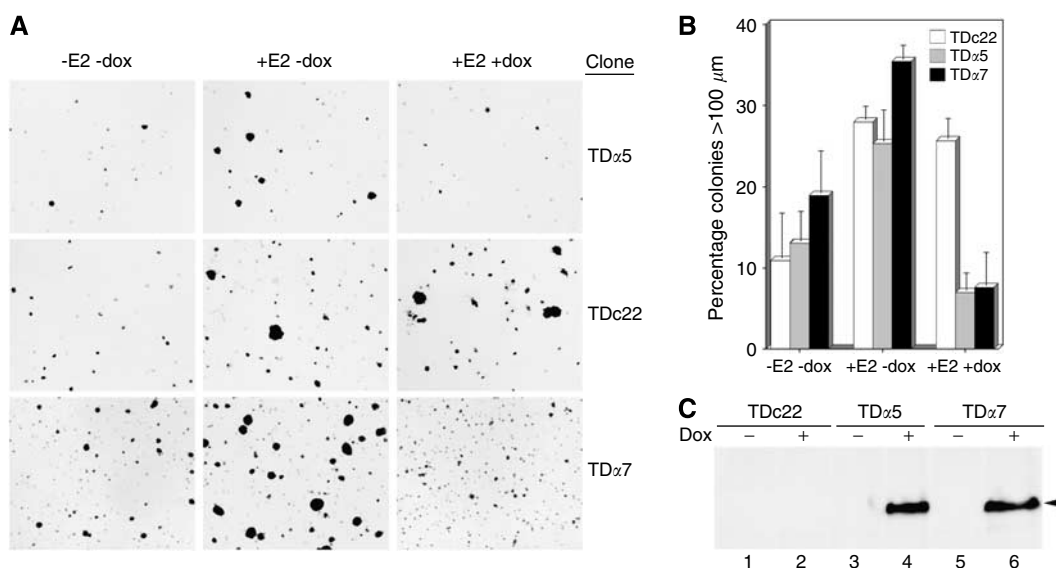 A
-E2 -dox +E2 -dox +E2 +dox Clone
TDα5
TDc22
TDα7
B
Percentage colonies >100 μm
40
30
20
10
0
TDc22
TDα5
TDα7
-E2 -dox +E2 -dox +E2 +dox
C
TDc22 TDα5 TDα7
Dox − + − + − +
1 2 3 4 5 6